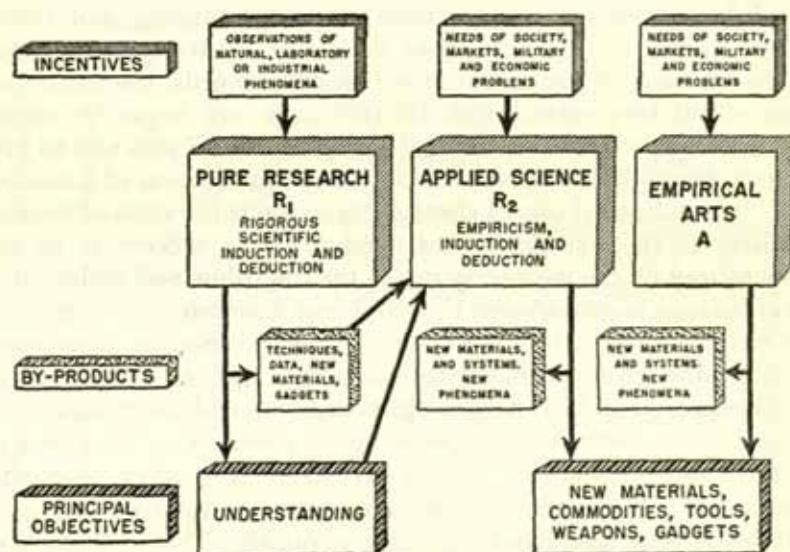 INCENTIVES
OBSERVATIONS OF
NATURAL, LABORATORY
OR INDUSTRIAL
PHENOMENA
NEEDS OF SOCIETY,
MARKETS, MILITARY
AND ECONOMIC
PROBLEMS
NEEDS OF SOCIETY,
MARKETS, MILITARY
AND ECONOMIC
PROBLEMS
PURE RESEARCH
R1
RIGOROUS
SCIENTIFIC
INDUCTION AND
DEDUCTION
APPLIED SCIENCE
R2
EMPIRICISM,
INDUCTION AND
DEDUCTION
EMPIRICAL
ARTS
A
BY-PRODUCTS
TECHNIQUES,
DATA, NEW
MATERIALS,
GADGETS
NEW MATERIALS,
AND SYSTEMS,
NEW
PHENOMENA
NEW MATERIALS
AND SYSTEMS.
NEW
PHENOMENA
PRINCIPAL
OBJECTIVES
UNDERSTANDING
NEW MATERIALS,
COMMODITIES, TOOLS,
WEAPONS, GADGETS